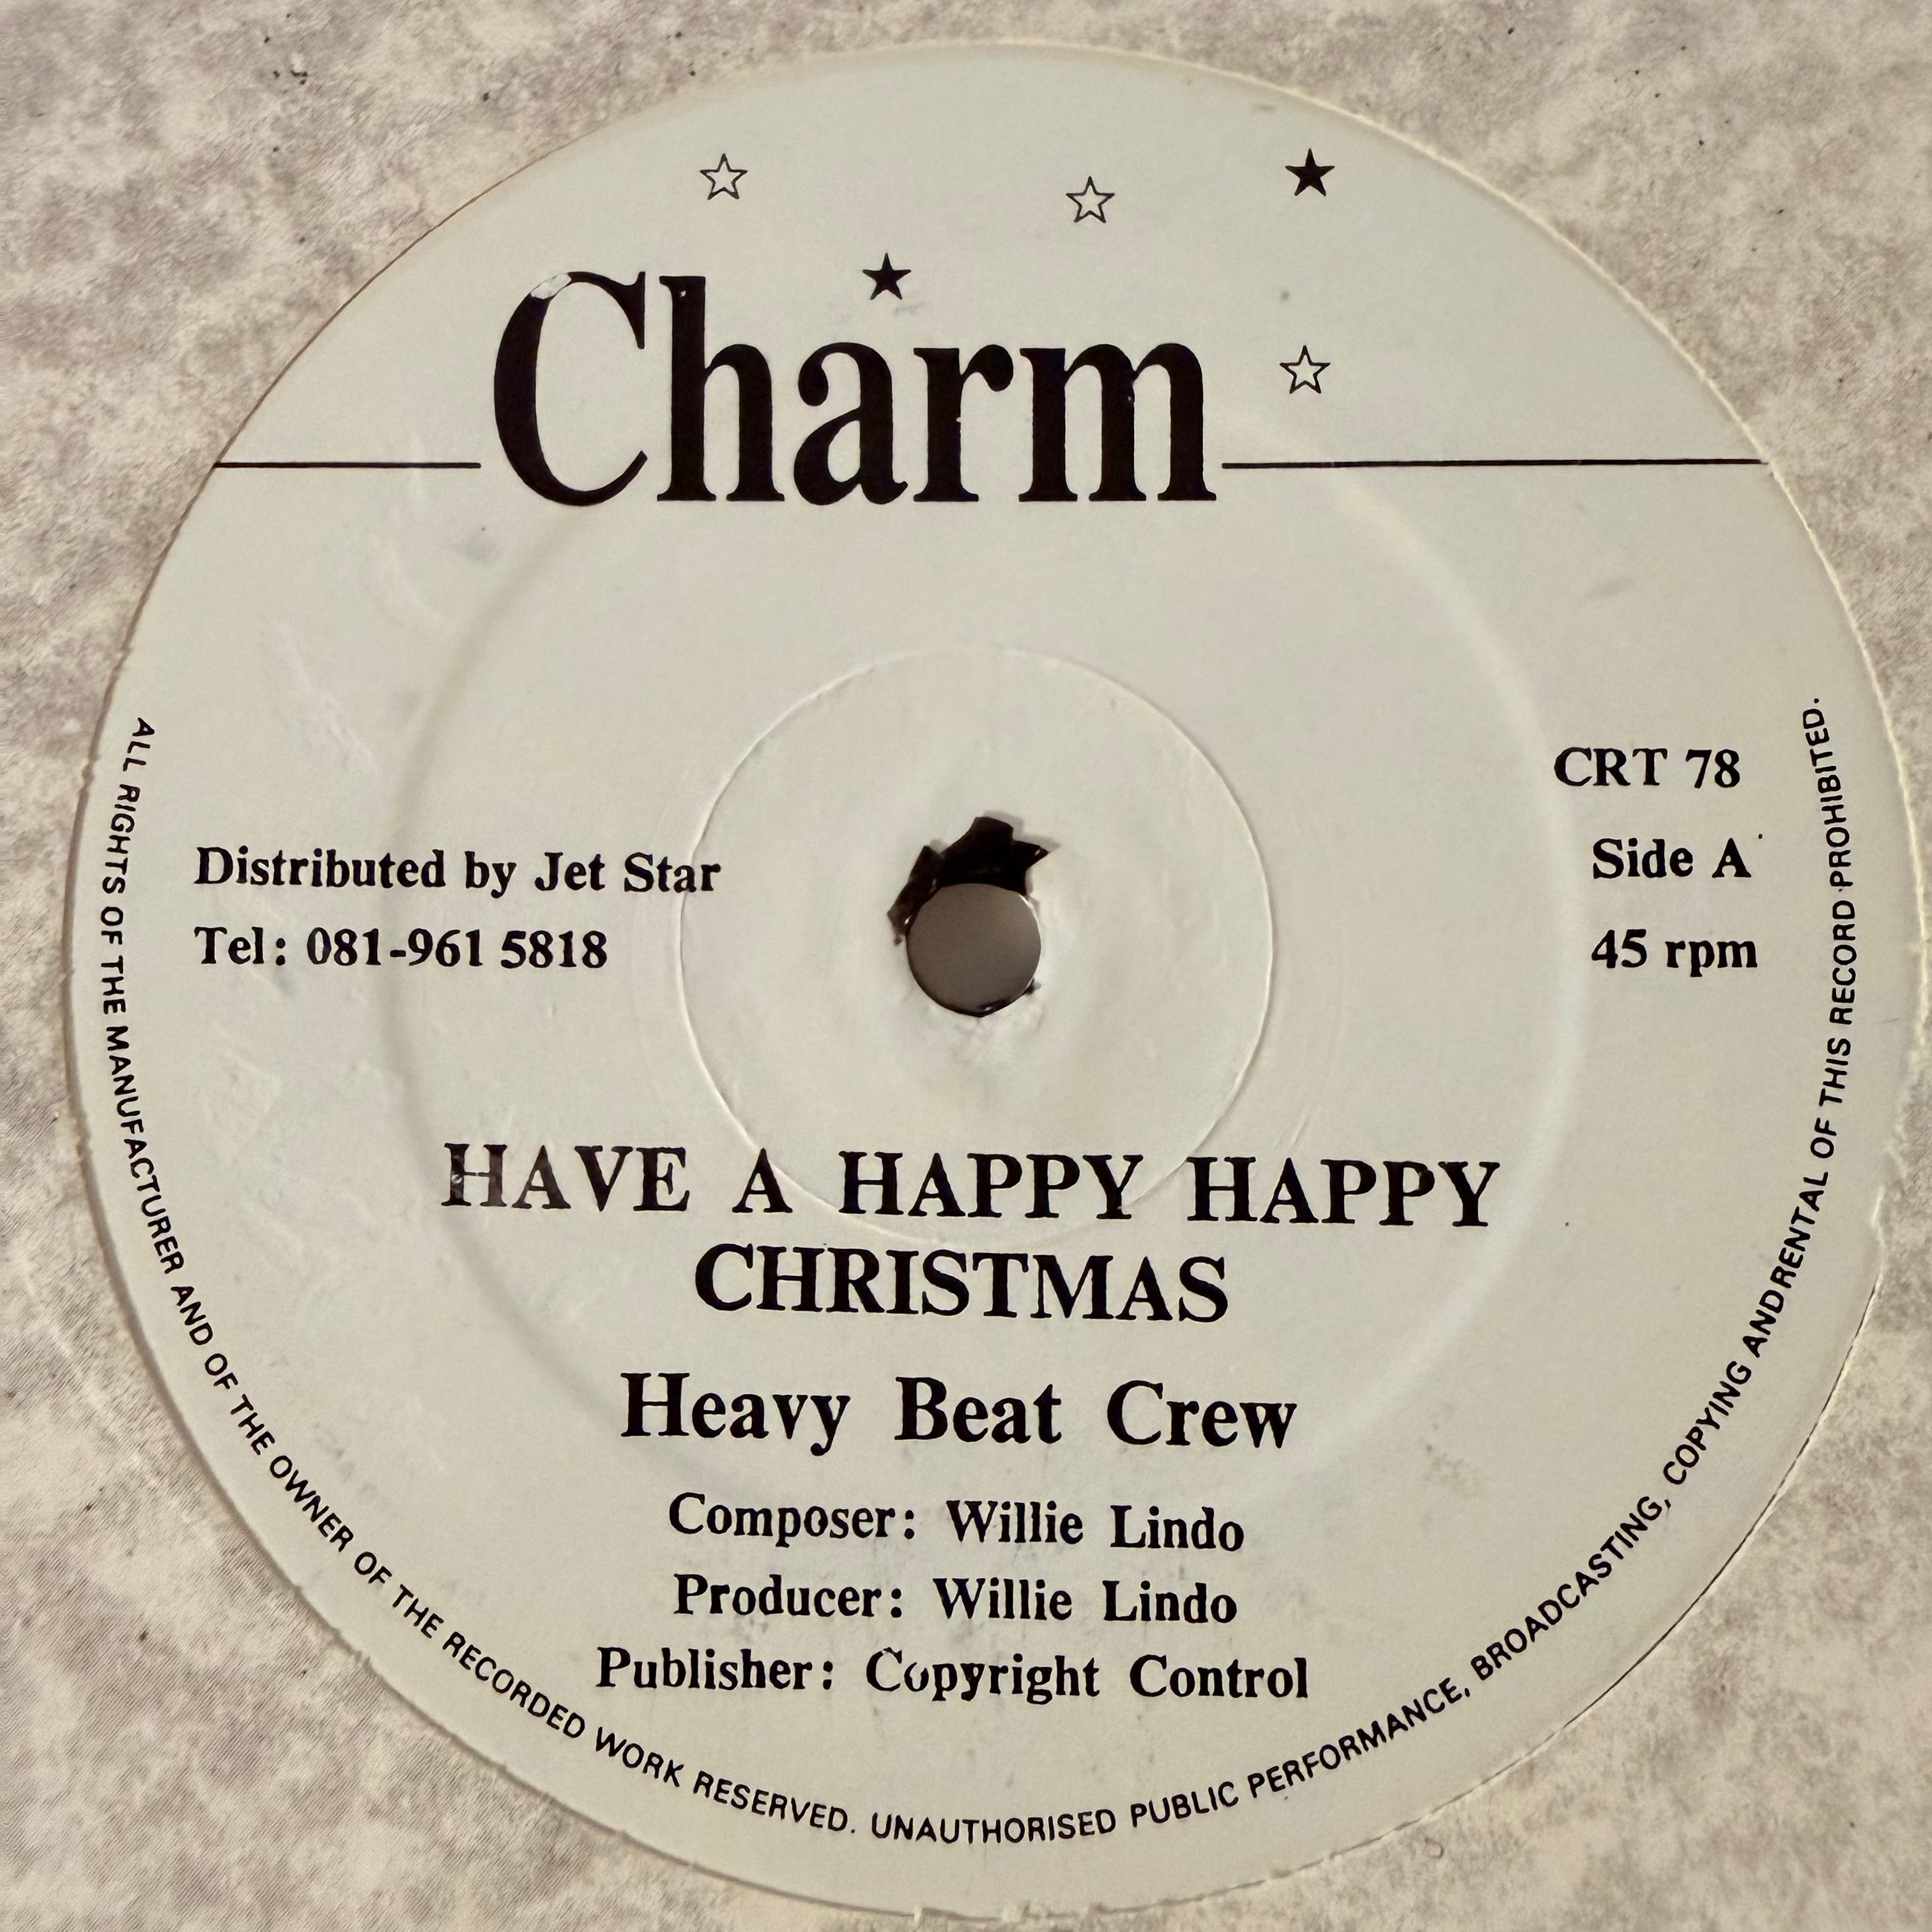 Charm
CRT 78
Distributed by Jet Star
Side A
Tel: 081-961 5818
45 rpm
HAVE A HAPPY HAPPY
CHRISTMAS
Heavy Beat Crew
Composer: Willie Lindo
Producer: Willie Lindo
Publisher: Copyright Control
ALL RIGHTS OF THE MANUFACTURER AND OF THE OWNER OF THE RECORDED WORK RESERVED. UNAUTHORISED PUBLIC PERFORMANCE, BROADCASTING, COPYING ANDRENTAL OF THIS RECORD PROHIBITED.